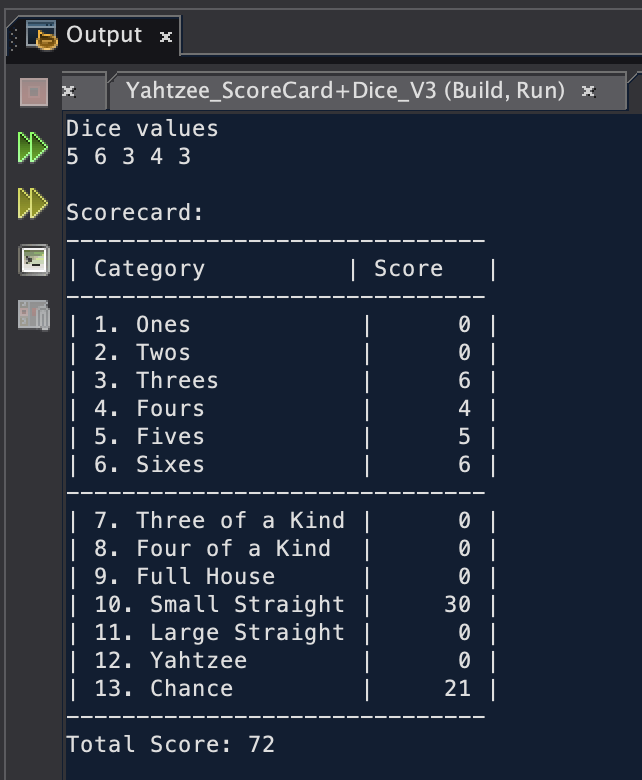 Output
Yahtzee_ScoreCard+Dice_V3 (Build, Run)
Dice values
5 6 3 4 3
Scorecard:
------------------------------
| Category          | Score   |
------------------------------
| 1. Ones            |      0 |
| 2. Twos            |      0 |
| 3. Threes          |      6 |
| 4. Fours           |      4 |
| 5. Fives           |      5 |
| 6. Sixes           |      6 |
------------------------------
| 7. Three of a Kind |      0 |
| 8. Four of a Kind  |      0 |
| 9. Full House      |      0 |
| 10. Small Straight |     30 |
| 11. Large Straight |      0 |
| 12. Yahtzee        |      0 |
| 13. Chance         |     21 |
------------------------------
Total Score: 72